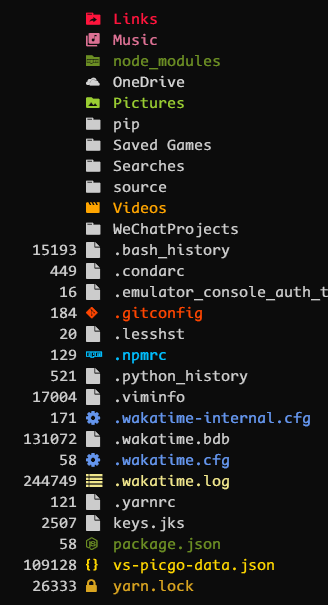 Links
Music
node_modules
OneDrive
Pictures
pip
Saved Games
Searches
source
Videos
WeChatProjects
15193 .bash_history
449 .condarc
16 .emulator_console_auth_t
184 .gitconfig
20 .lesshst
129 .npmrc
521 .python_history
17004 .viminfo
171 .wakatime-internal.cfg
131072 .wakatime.bdb
58 .wakatime.cfg
244749 .wakatime.log
121 .yarnrc
2507 keys.jks
58 package.json
109128 vs-picgo-data.json
26333 yarn.lock